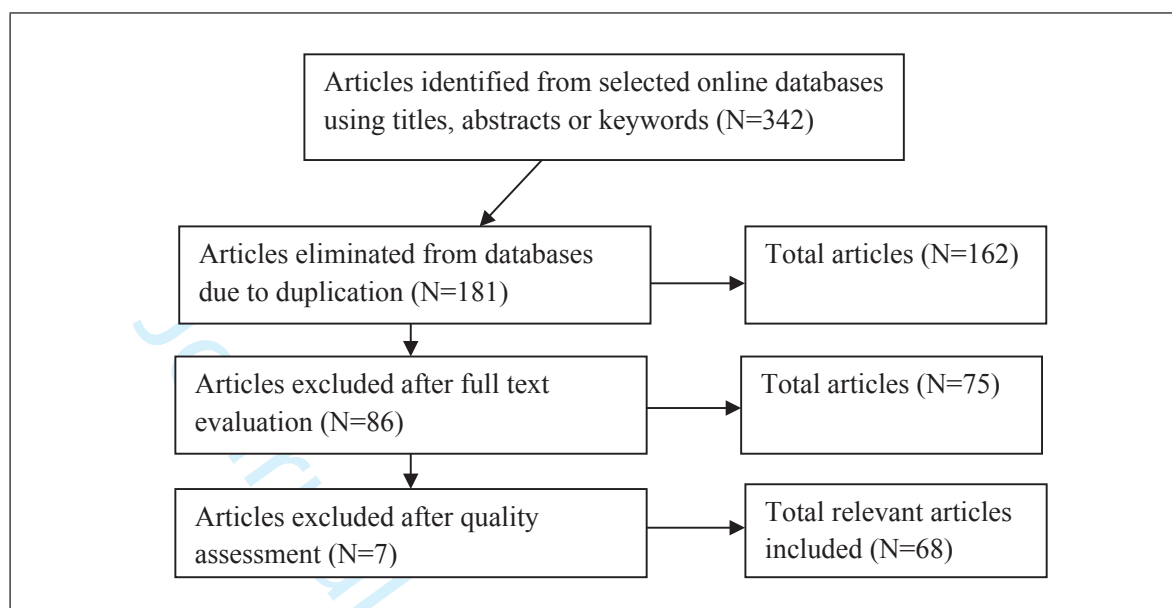 Articles identified from selected online databases
using titles, abstracts or keywords (N=342)
Articles eliminated from databases
due to duplication (N=181)
Total articles (N=162)
Articles excluded after full text
evaluation (N=86)
Total articles (N=75)
Articles excluded after quality
assessment (N=7)
Total relevant articles
included (N=68)